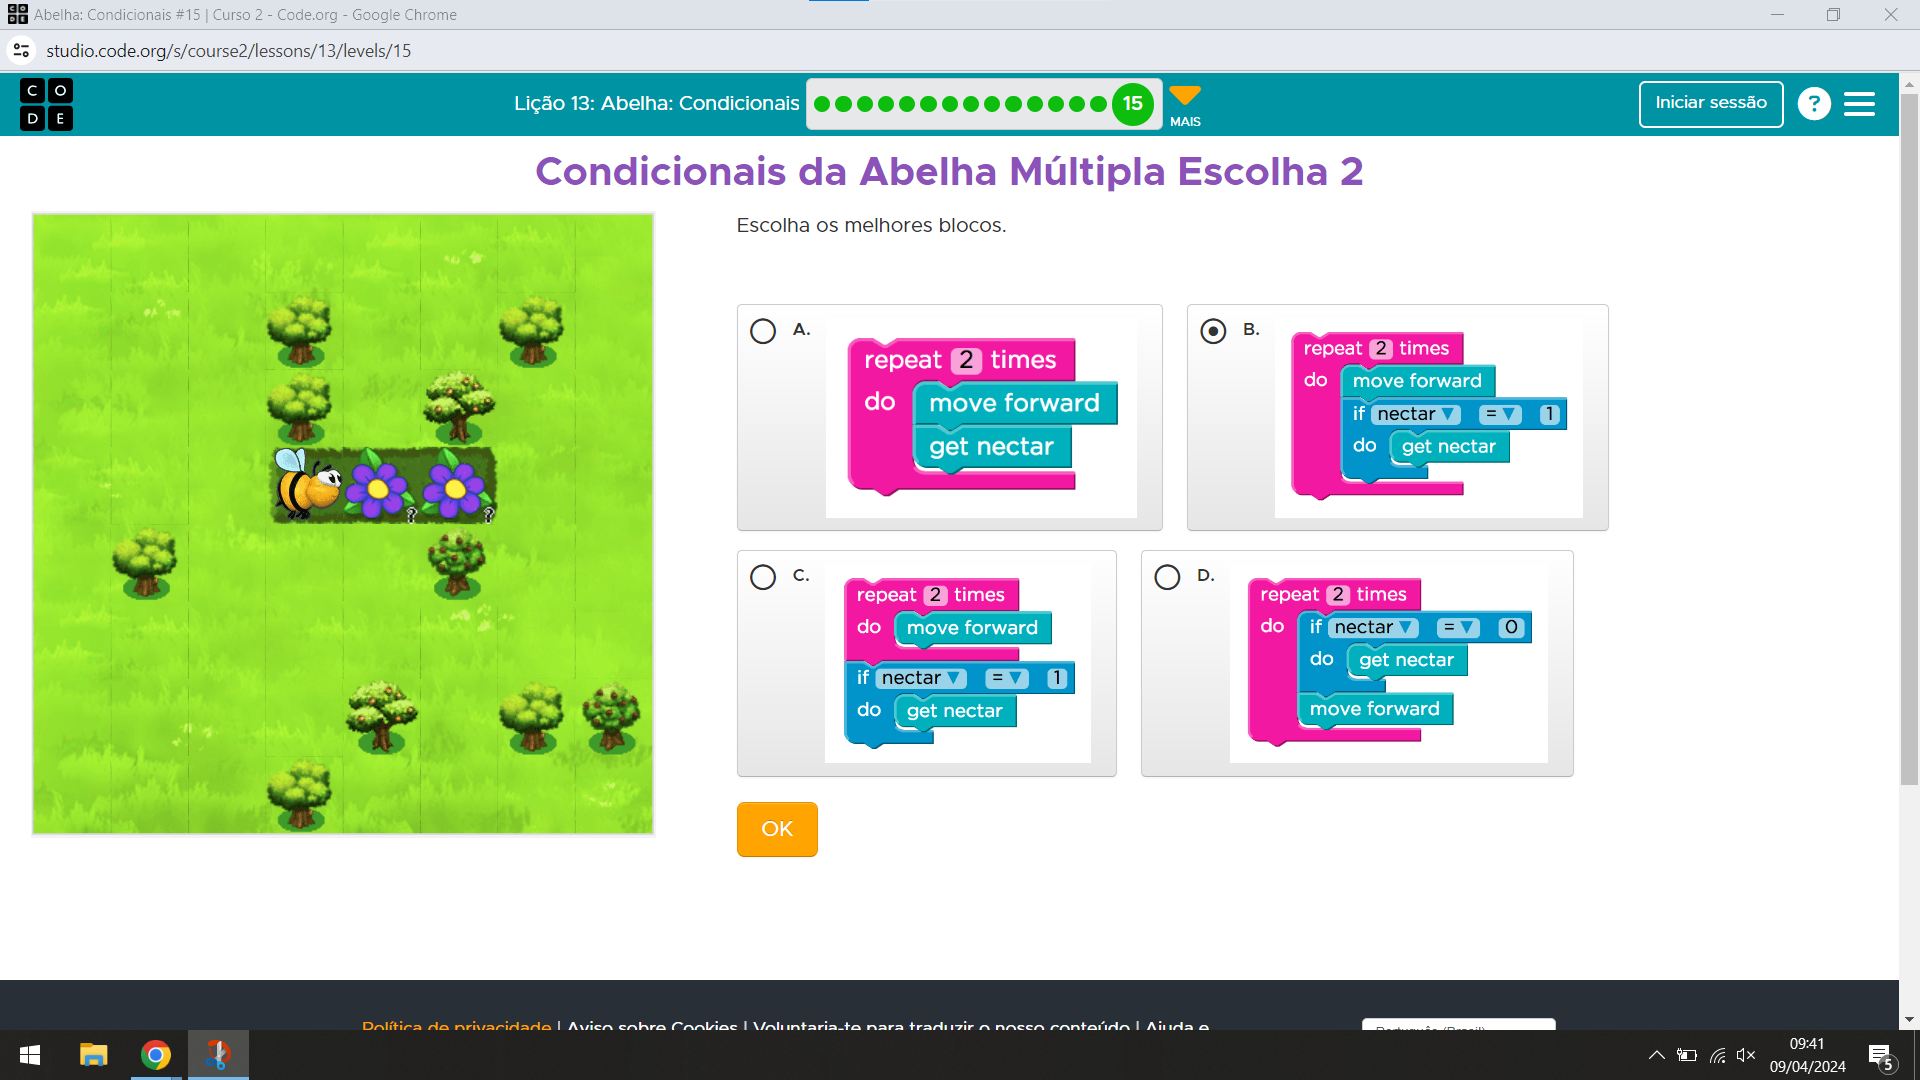 Abelha: Condicionais #15 | Curso 2 - Code.org - Google Chrome
studio.code.org/s/course2/lessons/13/levels/15
C O D E
Lição 13: Abelha: Condicionais
15
MAIS
Iniciar sessão
?
Condicionais da Abelha Múltipla Escolha 2
Escolha os melhores blocos.
A.
repeat 2 times
do move forward
get nectar
B.
repeat 2 times
do move forward
if nectar = 1
do get nectar
? ?
C.
repeat 2 times
do move forward
if nectar = 1
do get nectar
D.
repeat 2 times
do if nectar = 0
do get nectar
move forward
OK
Política de privacidade | Aviso sobre Cookies | Voluntaria-te para traduzir o nosso conteúdo | Ajuda e
Português (Brasil)
09:41
09/04/2024
5